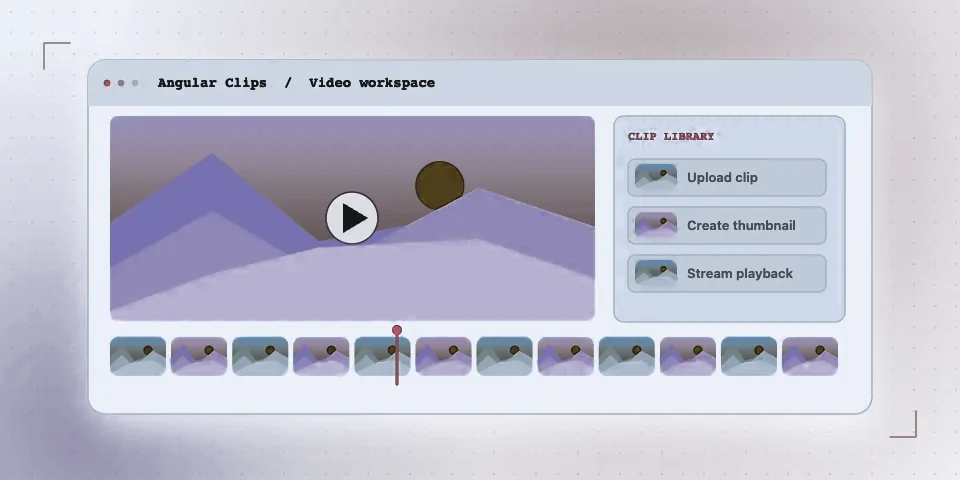 Angular Clips / Video workspace
CLIP LIBRARY
Upload clip
Create thumbnail
Stream playback